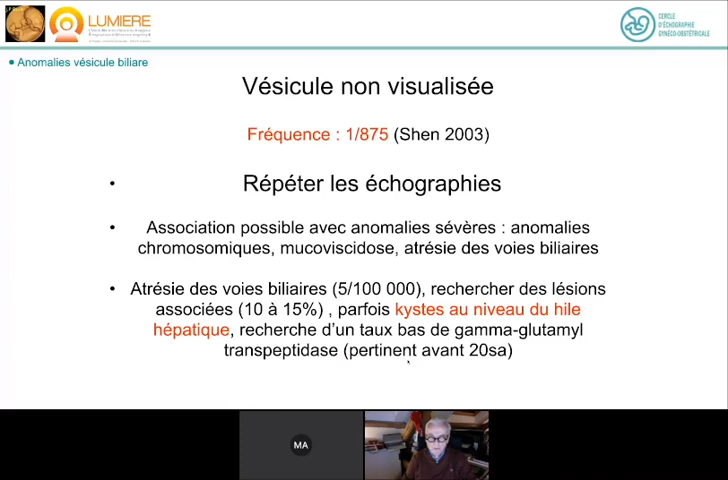 LUMIERE
CERCLE
D'ÉCHOGRAPHIE
GYNÉCO-OBSTÉTRICALE
• Anomalies vésicule biliare
Vésicule non visualisée
Fréquence : 1/875 (Shen 2003)
• Répéter les échographies
• Association possible avec anomalies sévères : anomalies
chromosomiques, mucoviscidose, atrésie des voies biliaires
• Atrésie des voies biliaires (5/100 000), rechercher des lésions
associées (10 à 15%) , parfois kystes au niveau du hile
hépatique, recherche d'un taux bas de gamma-glutamyl
transpeptidase (pertinent avant 20sa)
MA